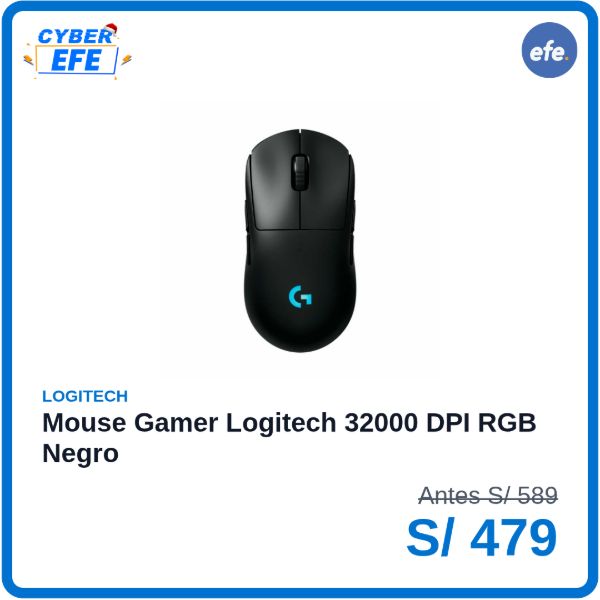 CYBER
EFE
efe.
G
LOGITECH
Mouse Gamer Logitech 32000 DPI RGB
Negro
Antes S/ 589
S/ 479